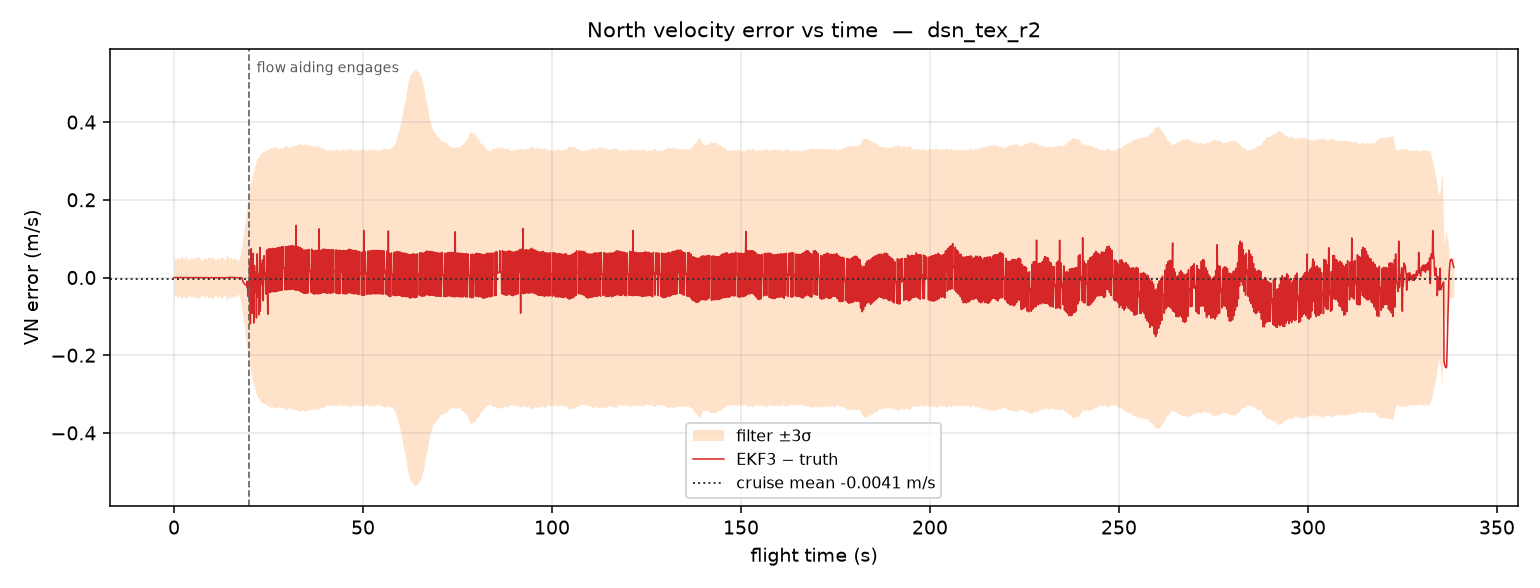 North velocity error vs time — dsn_tex_r2
flow aiding engages
VN error (m/s)
0.4
0.2
0.0
−0.2
−0.4
filter ±3σ
EKF3 − truth
cruise mean -0.0041 m/s
0 50 100 150 200 250 300 350
flight time (s)